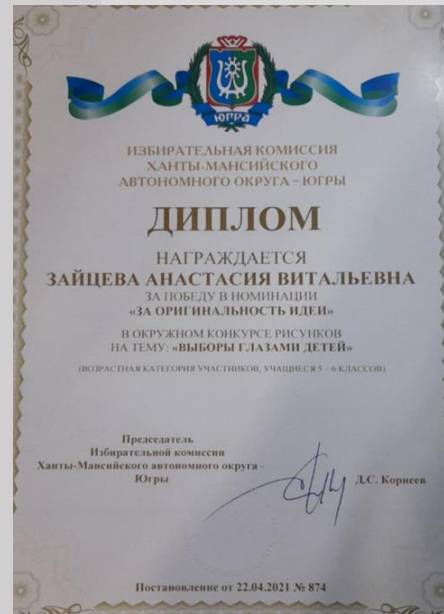 ЮГРА
ИЗБИРАТЕЛЬНАЯ КОМИССИЯ
ХАНТЫ-МАНСИЙСКОГО
АВТОНОМНОГО ОКРУГА – ЮГРЫ
ДИПЛОМ
НАГРАЖДАЕТСЯ
ЗАЙЦЕВА АНАСТАСИЯ ВИТАЛЬЕВНА
ЗА ПОБЕДУ В НОМИНАЦИИ
«ЗА ОРИГИНАЛЬНОСТЬ ИДЕИ»
В ОКРУЖНОМ КОНКУРСЕ РИСУНКОВ
НА ТЕМУ: «ВЫБОРЫ ГЛАЗАМИ ДЕТЕЙ»
(ВОЗРАСТНАЯ КАТЕГОРИЯ УЧАСТНИКОВ, УЧАЩИЕСЯ 5 – 6 КЛАССОВ)
Председатель
Избирательной комиссии
Ханты-Мансийского автономного округа -
Югры
Д.С. Корнеев
Постановление от 22.04.2021 № 874